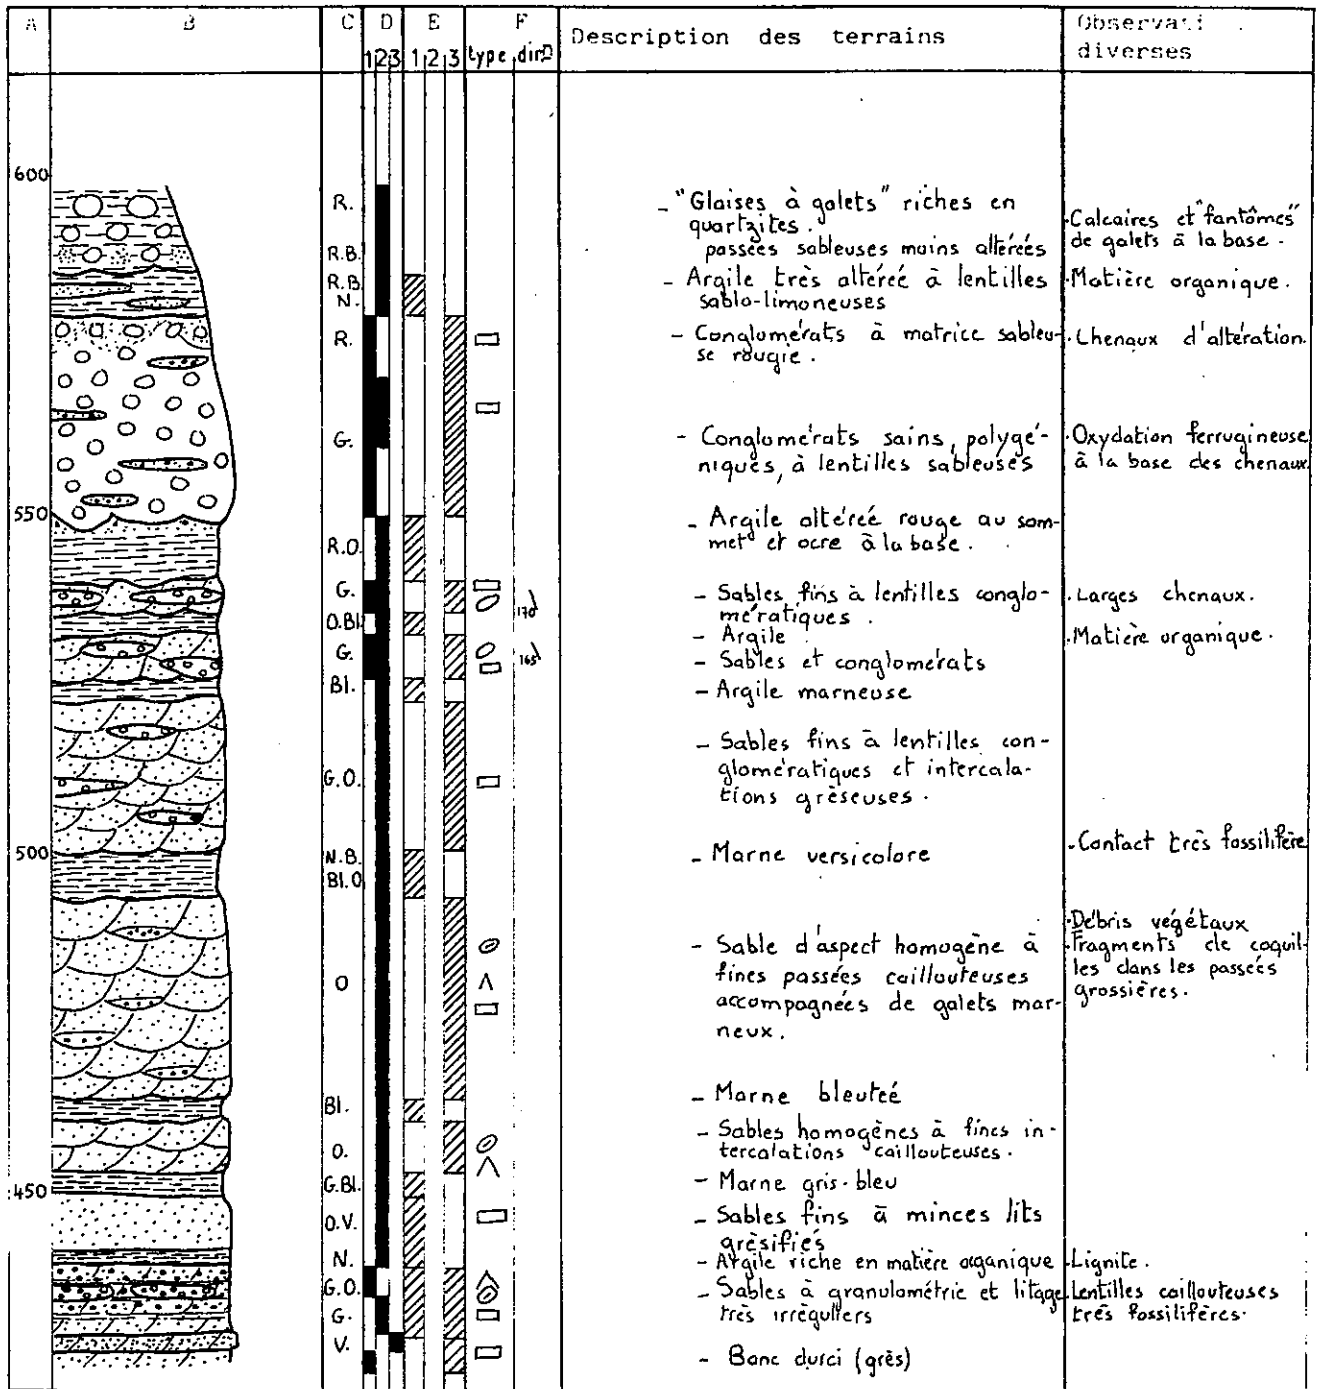 A B C D E F Description des terrains Observati
diverses
1 2 3 1 2 3 type dir
600
R.
R.B.
R.B.
N.
R.
G.
550
R.O.
G.
O.Bl.
G.
Bl.
G.O.
500
N.B.
Bl.O
O
Bl.
O.
G.Bl.
450
O.V.
N.
G.O.
G.
V.
170
165
- "Glaises à galets" riches en
quartzites.
passées sableuses moins altérées
- Argile très altéreé à lentilles
sablo-limoneuses
- Conglomérats à matrice sableu-
se rougie.
- Conglomérats sains, polygé-
niques, à lentilles sableuses
- Argile altéreé rouge au som-
met et ocre à la base.
- Sables fins à lentilles conglo-
mératiques.
- Argile
- Sables et conglomérats
- Argile marneuse
- Sables fins à lentilles con-
glomératiques et intercala-
tions gréseuses.
- Marne versicolore
- Sable d'aspect homogène à
fines passées caillouteuses
accompagnées de galets mar-
neux.
- Marne bleuteé
- Sables homogènes à fines in-
tercalations caillouteuses.
- Marne gris-bleu
- Sables fins à minces lits
grésifiés
- Argile riche en matière organique
- Sables à granulométrie et litage
très irréguliers
- Banc durci (grès)
.Calcaires et "fantômes"
de galets à la base.
.Matière organique.
.Chenaux d'altération.
.Oxydation ferrugineuse
à la base des chenaux
.Larges chenaux.
.Matière organique.
.Contact très fossilifère
.Débris végétaux
.Fragments de coquil-
les dans les passeés
grossières.
.Lignite.
.Lentilles caillouteuses
très fossilifères.